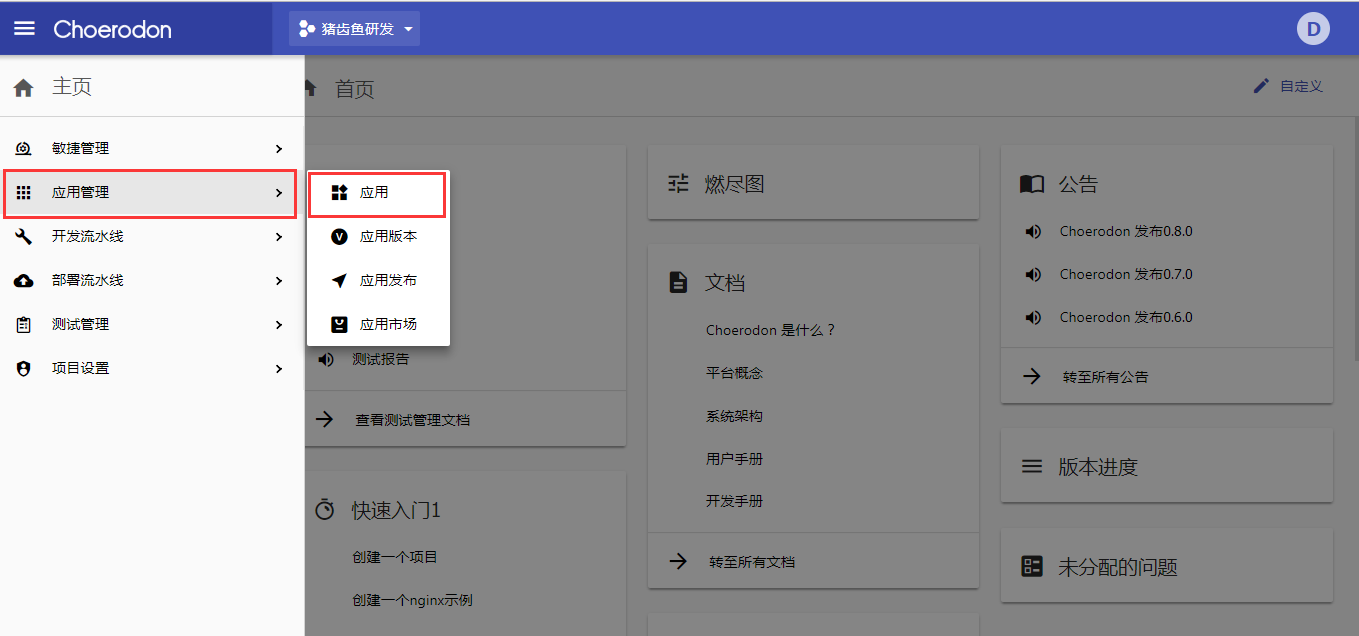 Choerodon
猪齿鱼研发
D
主页
敏捷管理
应用管理
开发流水线
部署流水线
测试管理
项目设置
应用
V
应用版本
应用发布
应用市场
首页
自定义
测试报告
查看测试管理文档
快速入门1
创建一个项目
创建一个nginx示例
燃尽图
文档
Choerodon 是什么？
平台概念
系统架构
用户手册
开发手册
转至所有文档
公告
Choerodon 发布0.8.0
Choerodon 发布0.7.0
Choerodon 发布0.6.0
转至所有公告
版本进度
未分配的问题